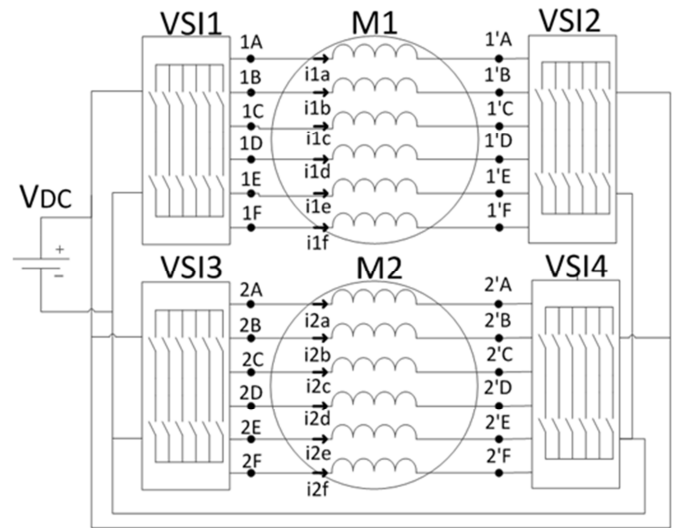 VSI1 M1 VSI2
1A 1'A
i1a
1B 1'B
i1b
1C 1'C
i1c
1D 1'D
i1d
1E 1'E
i1e
1F 1'F
i1f
VDC
+
−
VSI3 M2 VSI4
2A 2'A
i2a
2B 2'B
i2b
2C 2'C
i2c
2D 2'D
i2d
2E 2'E
i2e
2F 2'F
i2f